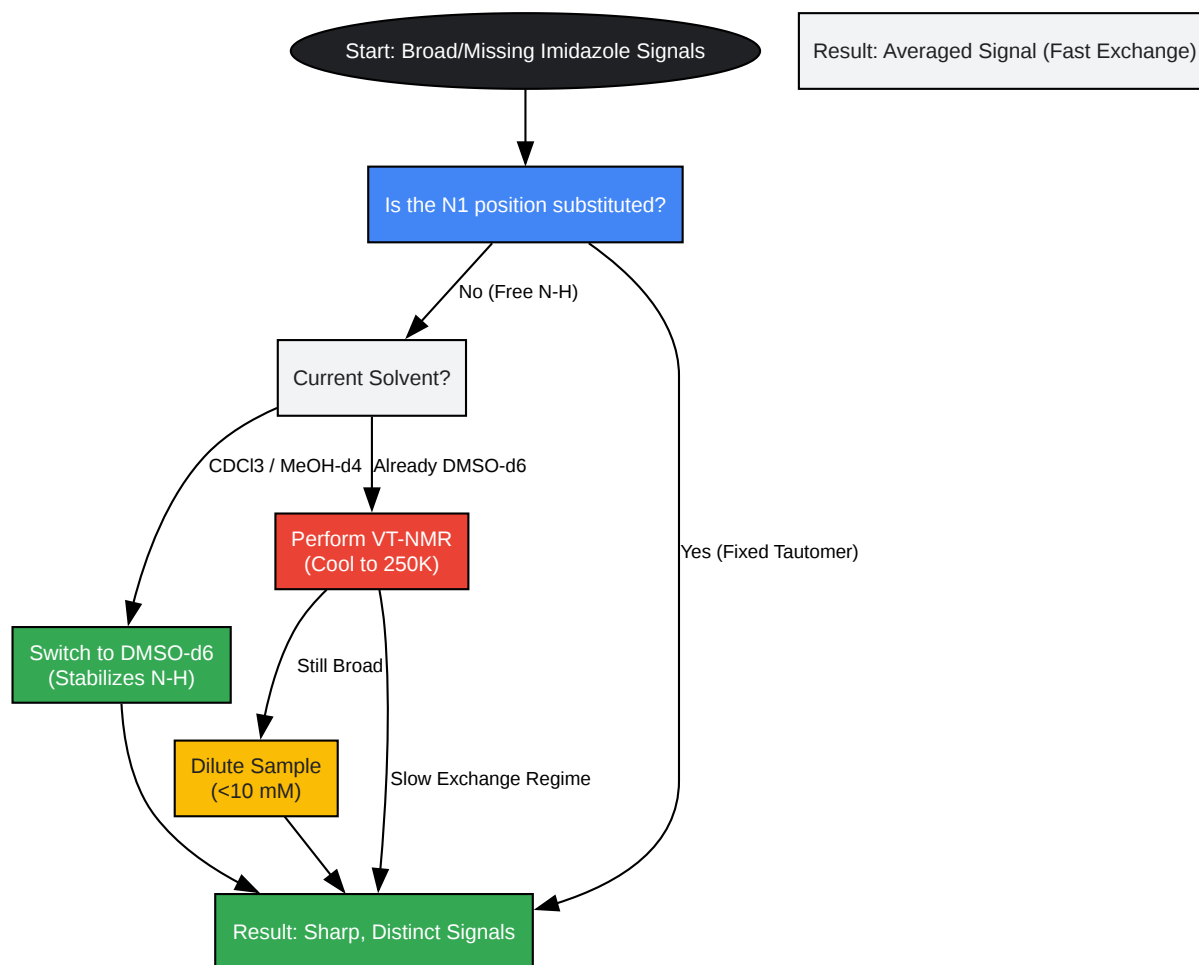 Start: Broad/Missing Imidazole Signals
Result: Averaged Signal (Fast Exchange)
Is the N1 position substituted?
No (Free N-H)
Current Solvent?
CDCl3 / MeOH-d4
Already DMSO-d6
Perform VT-NMR
(Cool to 250K)
Yes (Fixed Tautomer)
Switch to DMSO-d6
(Stabilizes N-H)
Still Broad
Dilute Sample
(<10 mM)
Slow Exchange Regime
Result: Sharp, Distinct Signals